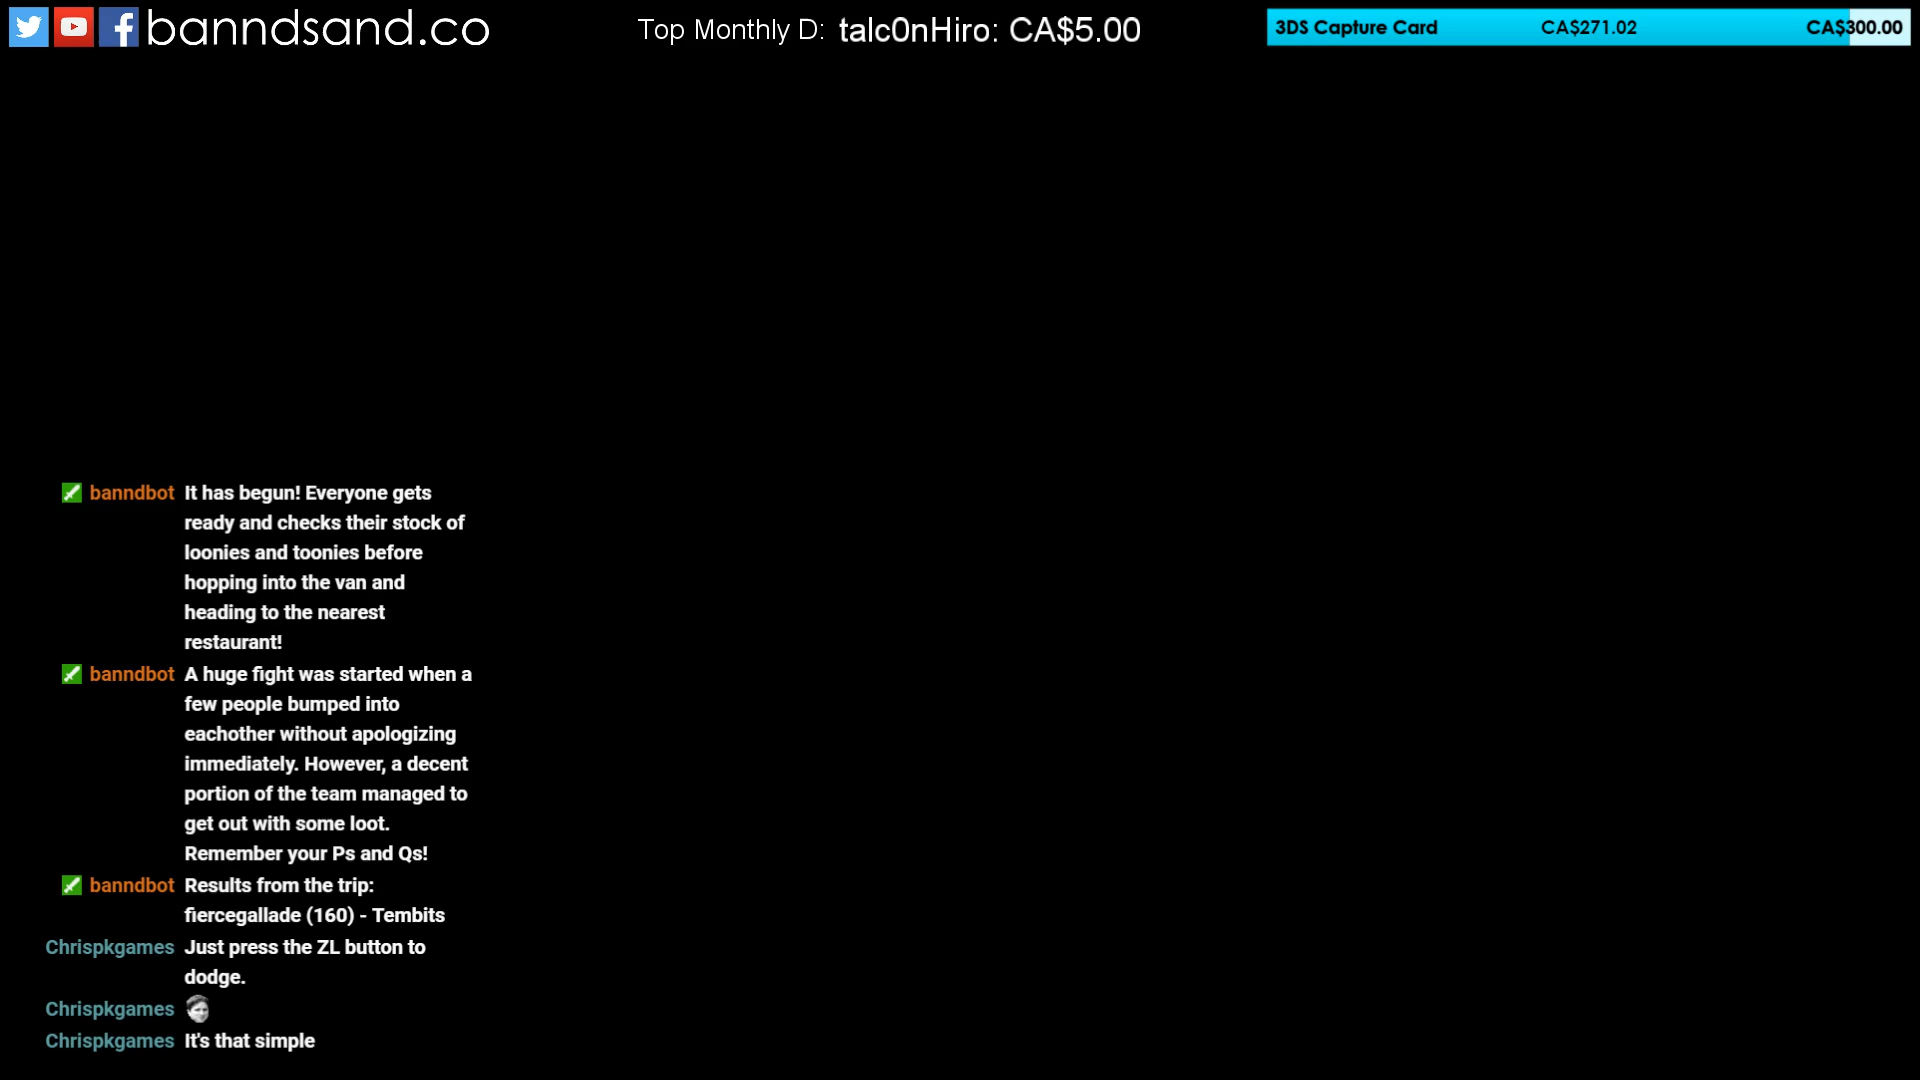 banndsand.co
Top Monthly D: talc0nHiro: CA$5.00
3DS Capture Card CA$271.02 CA$300.00
banndbot It has begun! Everyone gets
ready and checks their stock of
loonies and toonies before
hopping into the van and
heading to the nearest
restaurant!
banndbot A huge fight was started when a
few people bumped into
eachother without apologizing
immediately. However, a decent
portion of the team managed to
get out with some loot.
Remember your Ps and Qs!
banndbot Results from the trip:
fiercegallade (160) - Tembits
Chrispkgames Just press the ZL button to
dodge.
Chrispkgames
Chrispkgames It's that simple